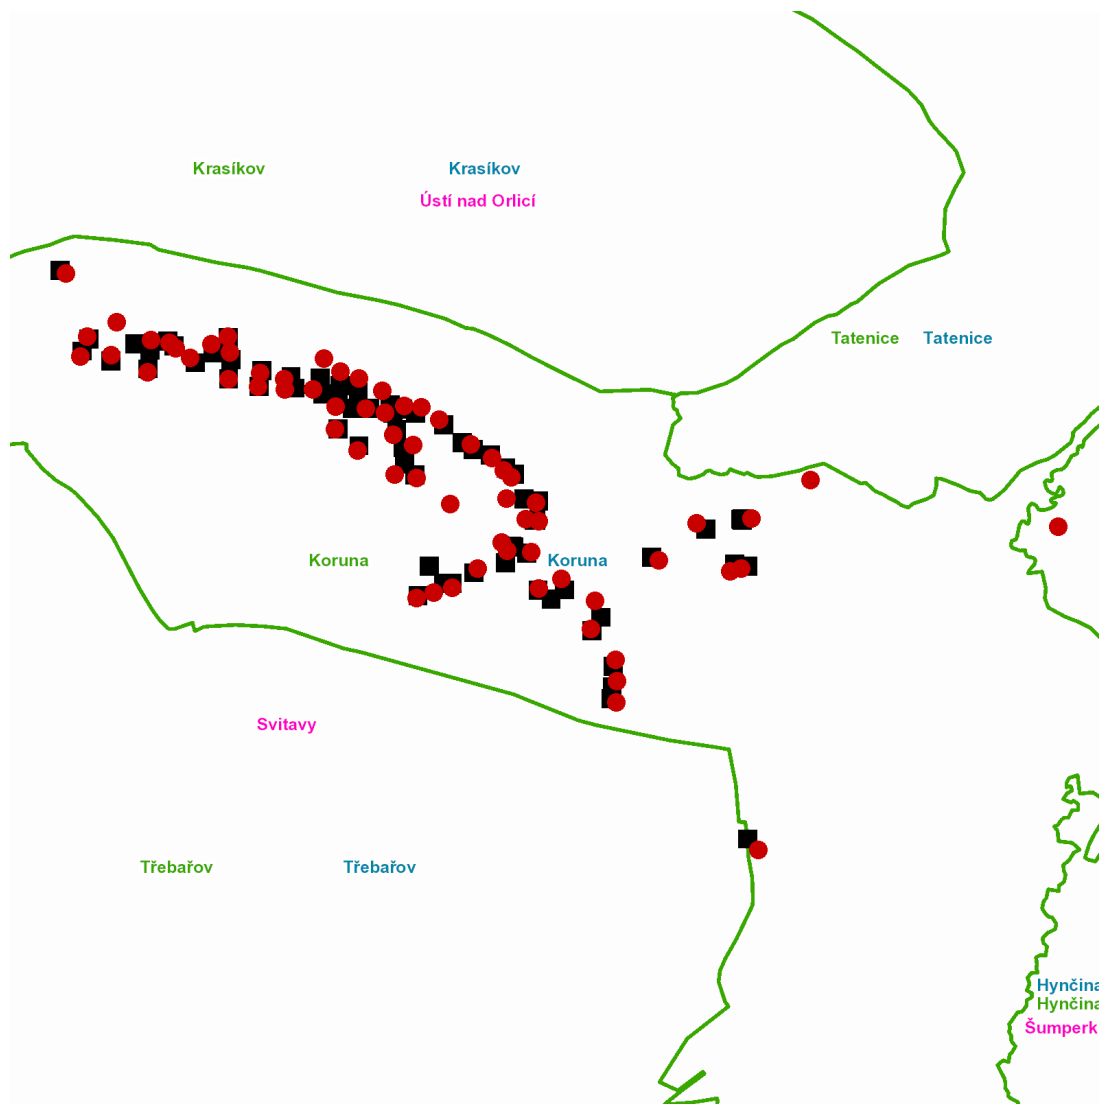 Krasíkov Krasíkov
Ústí nad Orlicí
Tatenice Tatenice
Koruna Koruna
Svitavy
Třebařov Třebařov
Hynčina
Hynčina
Šumperk